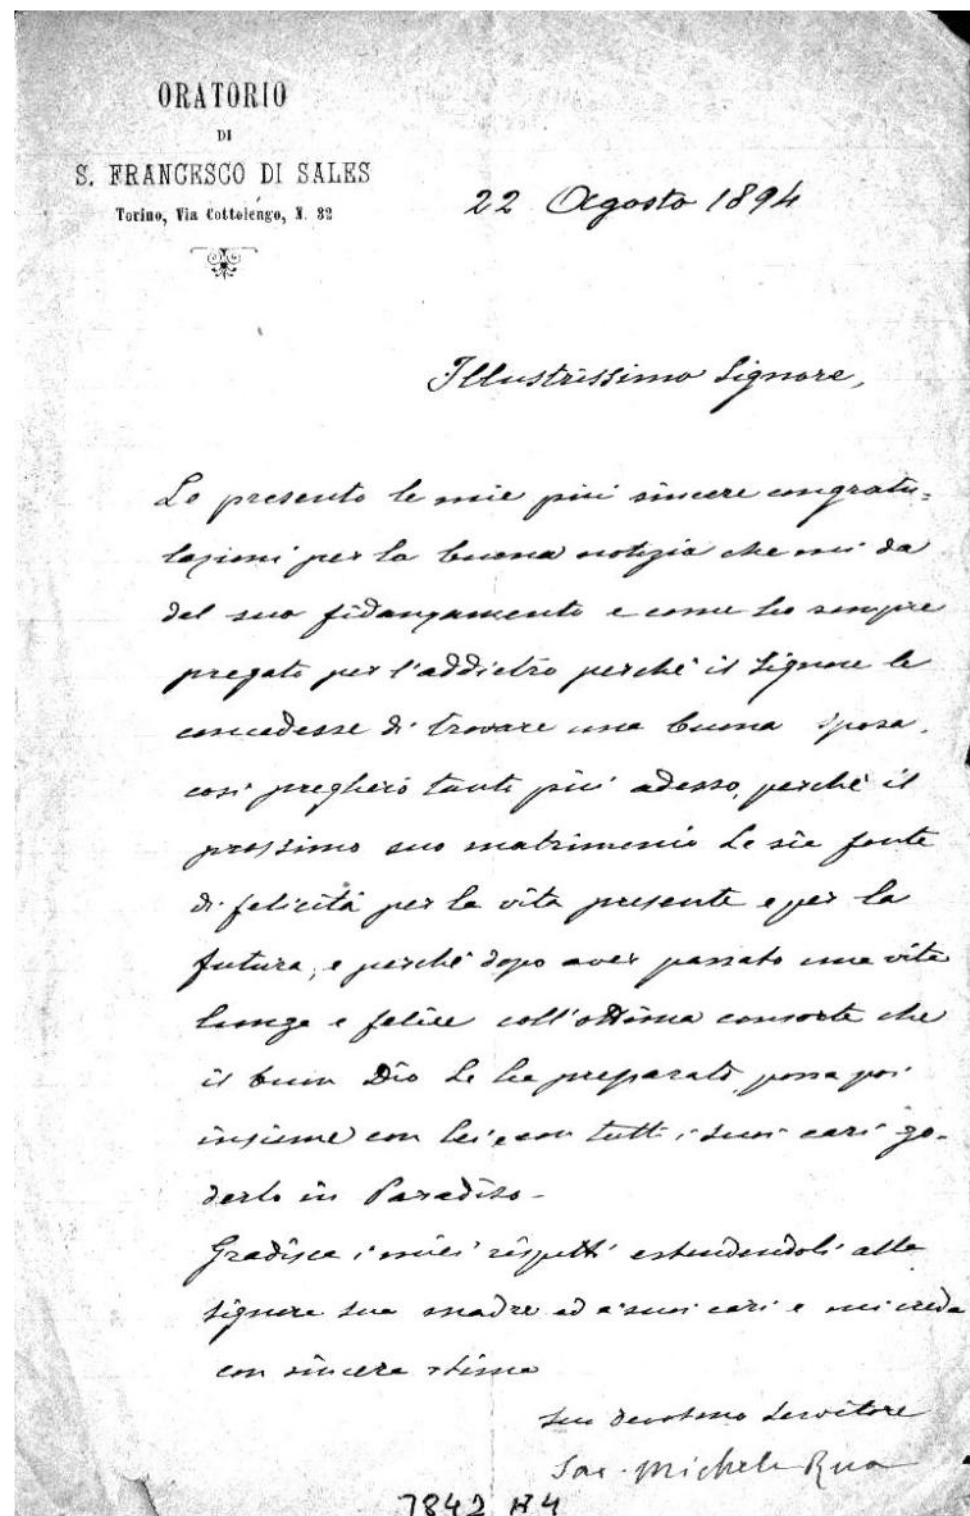 ORATORIO
DI
S. FRANCESCO DI SALES
Torino, Via Cottolengo, N. 32
22 Agosto 1894
Illustrissimo Signore,
Le presento le mie più sincere congratu=
lazioni per la buona notizia che mi da
del suo fidanzamento e come ho sempre
pregato per l'addietro perchè il Signore le
concedesse di trovare una buona sposa,
così pregherò tanto più adesso, perchè il
prossimo suo matrimonio Le sia fonte
di felicità per la vita presente e per la
futura, e perchè dopo aver passato una vita
lunga e felice coll'ottima consorte che
il buon Dio Le ha preparato possa poi
insieme con lei e con tutti i suoi cari go-
derlo in Paradiso -
Gradisca i miei rispetti estendendoli alla
signora sua madre ed a' suoi cari e mi creda
con sincera stima
Suo devotmo Servitore
Sac. Michele Rua
7842 H4